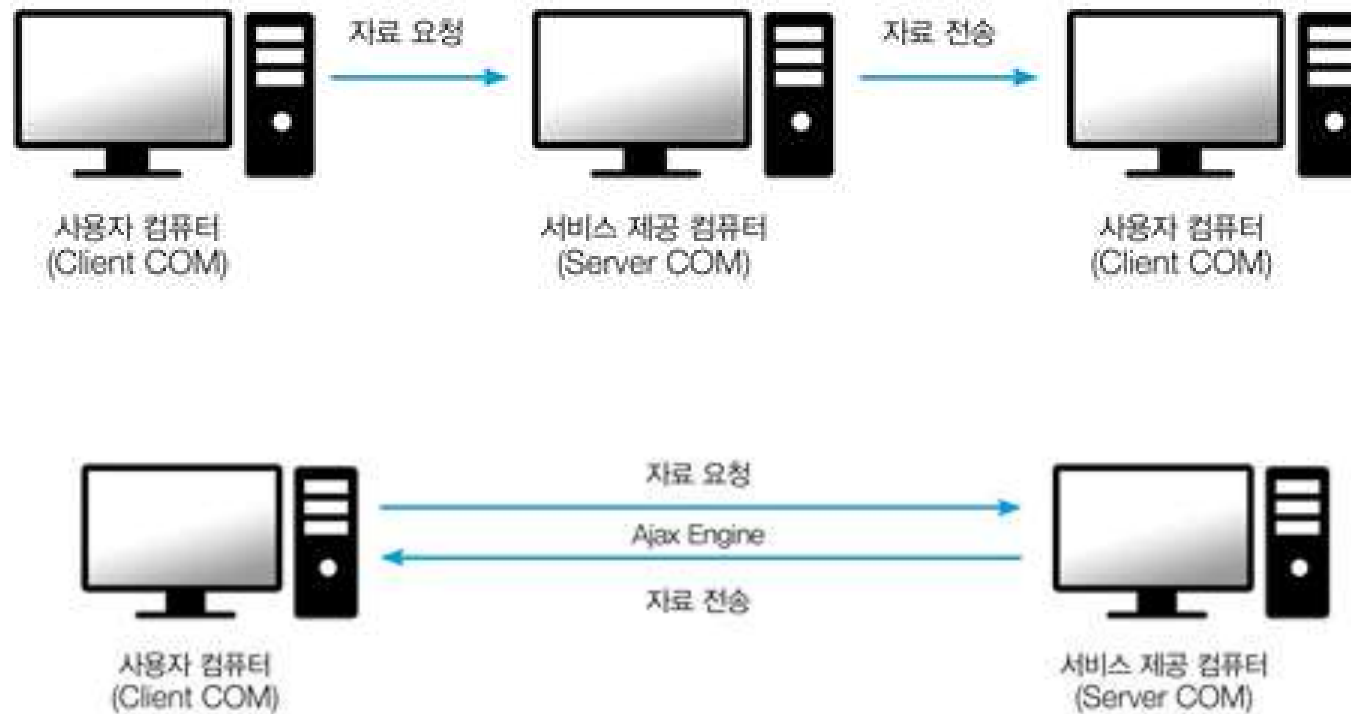 자료 요청
자료 전송
사용자 컴퓨터
(Client COM)
서비스 제공 컴퓨터
(Server COM)
사용자 컴퓨터
(Client COM)
자료 요청
Ajax Engine
자료 전송
사용자 컴퓨터
(Client COM)
서비스 제공 컴퓨터
(Server COM)